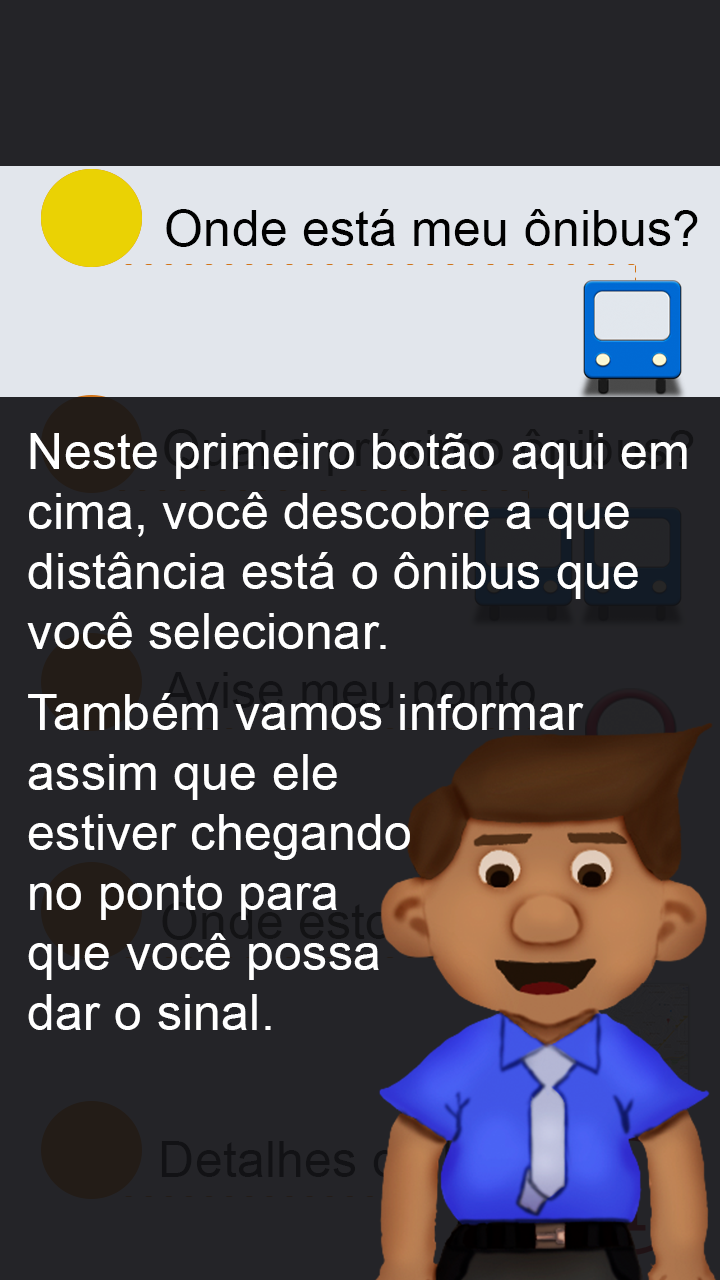 Onde está meu ônibus?
Neste primeiro botão aqui em
cima, você descobre a que
distância está o ônibus que
você selecionar.
Também vamos informar
assim que ele
estiver chegando
no ponto para
que você possa
dar o sinal.
Avise meu ponto
Onde
Detalhes